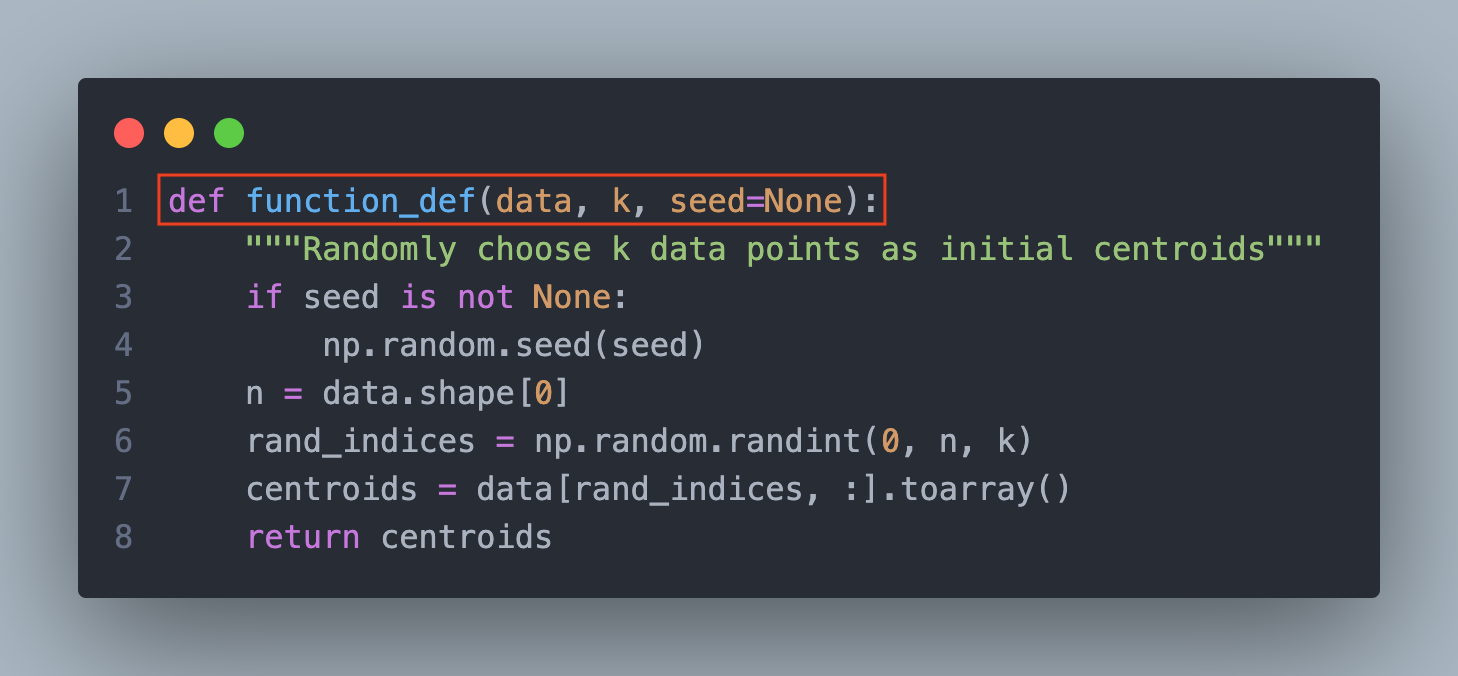 1 def function_def(data, k, seed=None):
2     """Randomly choose k data points as initial centroids"""
3     if seed is not None:
4         np.random.seed(seed)
5     n = data.shape[0]
6     rand_indices = np.random.randint(0, n, k)
7     centroids = data[rand_indices, :].toarray()
8     return centroids